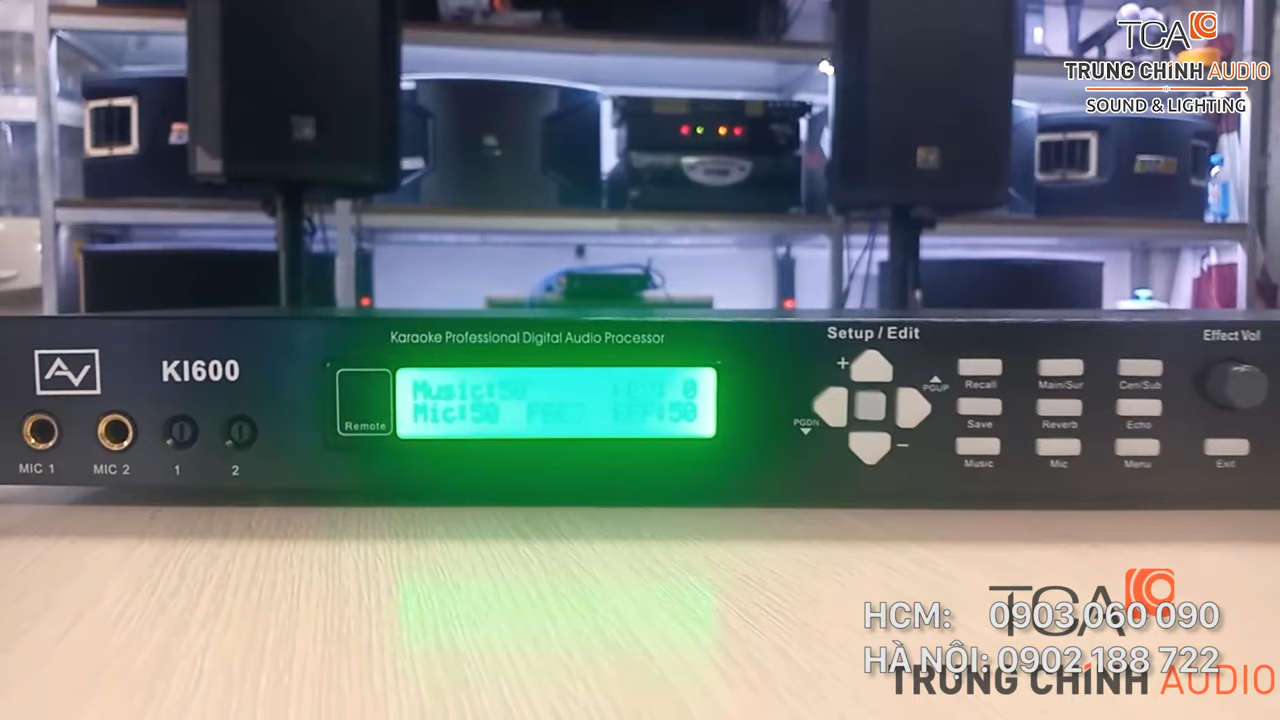 TCA
TRUNG CHÍNH AUDIO
SOUND & LIGHTING
Karaoke Professional Digital Audio Processor
Setup / Edit
Effect Vol
AV
KI600
Remote
Music:50 0
Mic:50 EFF:50
+
PGUP
PGDN
−
Recall
Main/Sur
Cen/Sub
Save
Reverb
Echo
Music
Mic
Menu
Exit
MIC 1
MIC 2
1
2
TCA
HCM: 0903 060 090
HÀ NỘI: 0902 188 722
TRUNG CHÍNH AUDIO